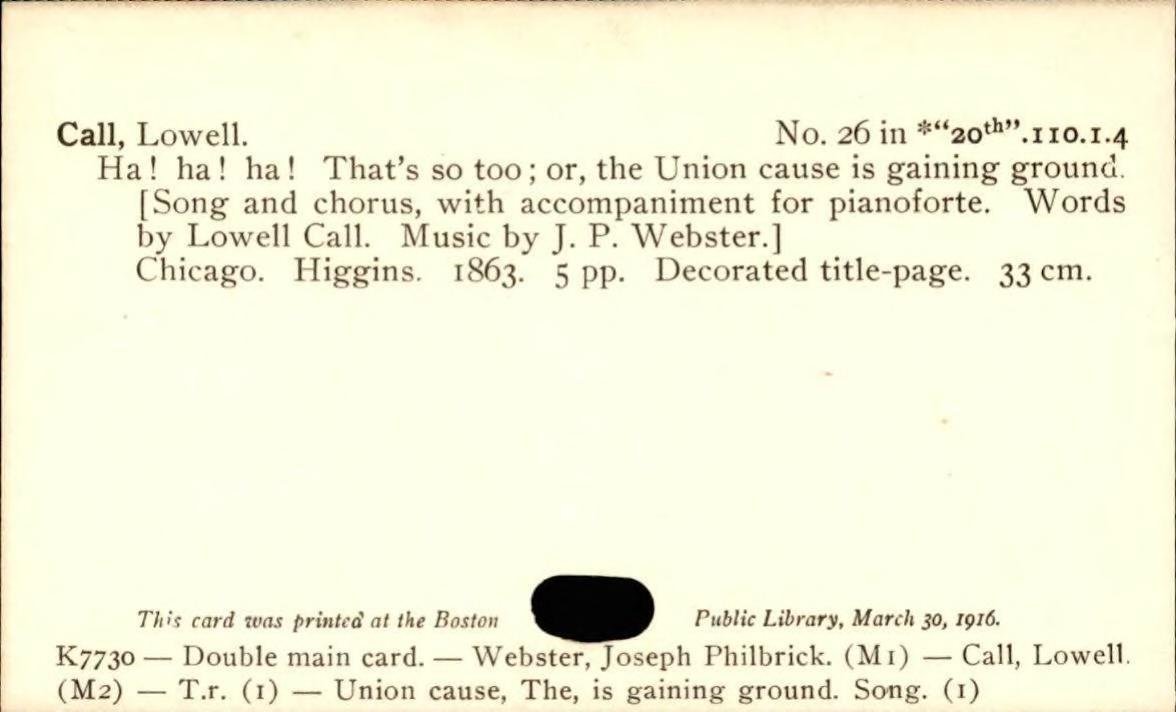 Call, Lowell. No. 26 in *“20th”.110.1.4
Ha! ha! ha! That's so too; or, the Union cause is gaining ground.
[Song and chorus, with accompaniment for pianoforte. Words
by Lowell Call. Music by J. P. Webster.]
Chicago. Higgins. 1863. 5 pp. Decorated title-page. 33 cm.
This card was printed at the Boston Public Library, March 30, 1916.
K7730 — Double main card. — Webster, Joseph Philbrick. (M1) — Call, Lowell.
(M2) — T.r. (1) — Union cause, The, is gaining ground. Song. (1)